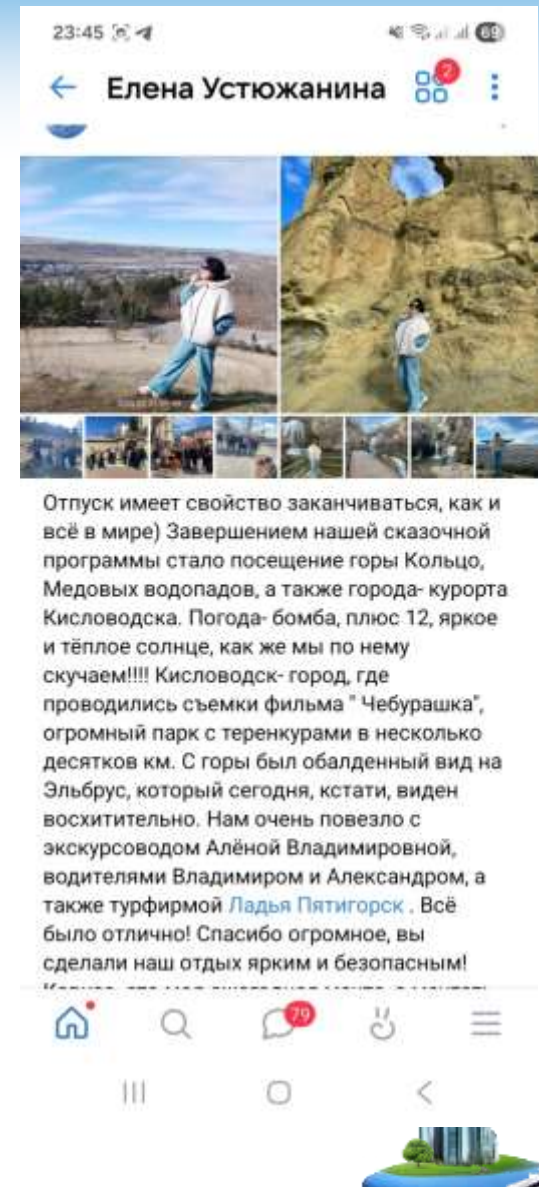 23:45
69
Елена Устюжанина
2
Отпуск имеет свойство заканчиваться, как и
всё в мире) Завершением нашей сказочной
программы стало посещение горы Кольцо,
Медовых водопадов, а также города- курорта
Кисловодска. Погода- бомба, плюс 12, яркое
и тёплое солнце, как же мы по нему
скучаем!!!! Кисловодск- город, где
проводились съемки фильма " Чебурашка",
огромный парк с теренкурами в несколько
десятков км. С горы был обалденный вид на
Эльбрус, который сегодня, кстати, виден
восхитительно. Нам очень повезло с
экскурсоводом Алёной Владимировной,
водителями Владимиром и Александром, а
также турфирмой Ладья Пятигорск . Всё
было отлично! Спасибо огромное, вы
сделали наш отдых ярким и безопасным!
79